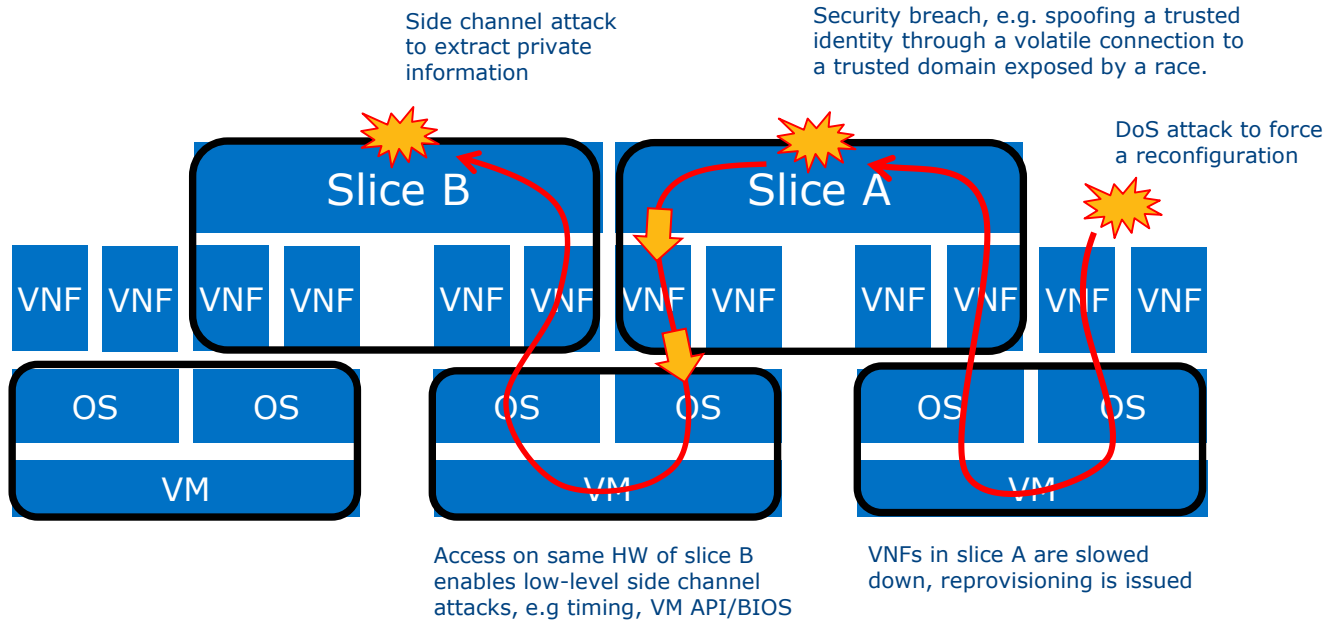 Side channel attack
to extract private
information
Security breach, e.g. spoofing a trusted
identity through a volatile connection to
a trusted domain exposed by a race.
DoS attack to force
a reconfiguration
Slice B
Slice A
VNF VNF VNF VNF VNF VNF VNF VNF VNF VNF VNF VNF
OS OS OS OS OS OS
VM VM VM
Access on same HW of slice B
enables low-level side channel
attacks, e.g timing, VM API/BIOS
VNFs in slice A are slowed
down, reprovisioning is issued